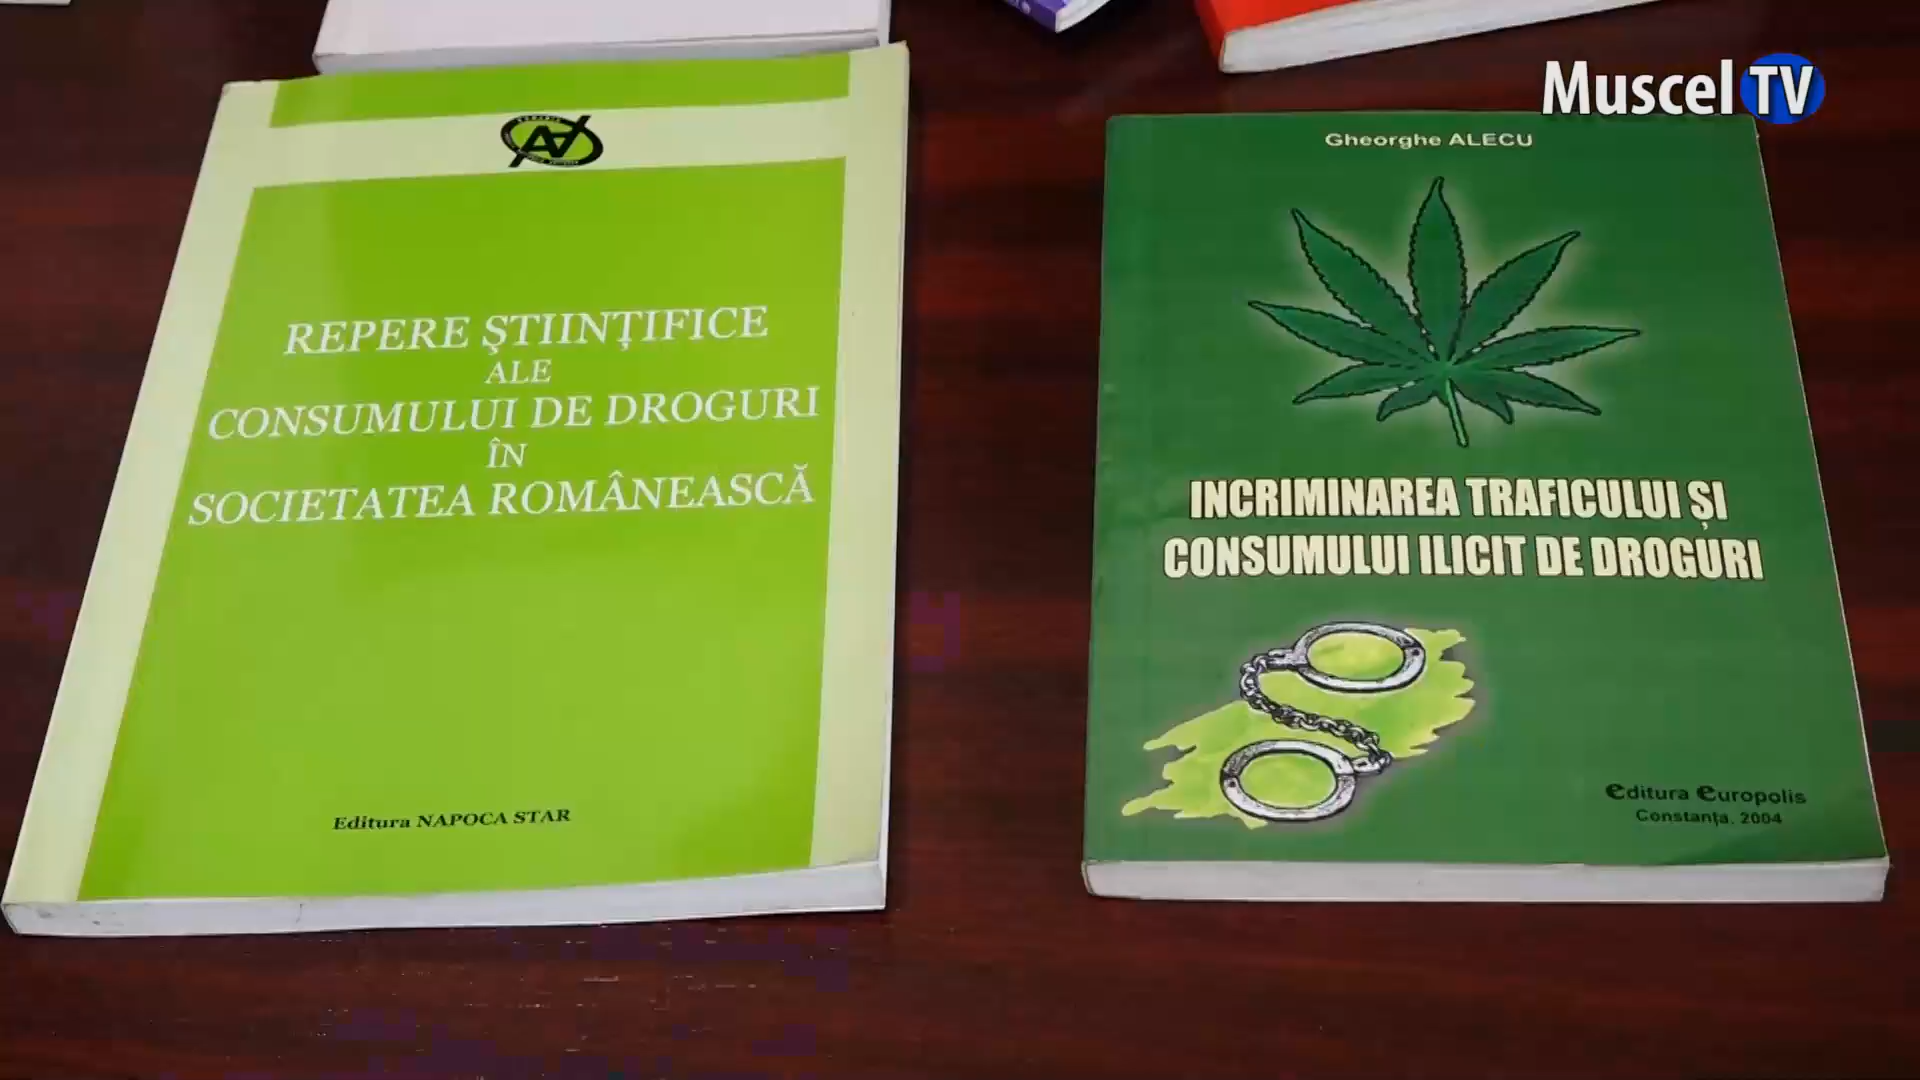 Muscel TV
ROMANIA
REPERE ŞTIINŢIFICE
ALE
CONSUMULUI DE DROGURI
ÎN
SOCIETATEA ROMÂNEASCĂ
Editura NAPOCA STAR
Gheorghe ALECU
INCRIMINAREA TRAFICULUI ȘI
CONSUMULUI ILICIT DE DROGURI
Editura Europolis
Constanța, 2004